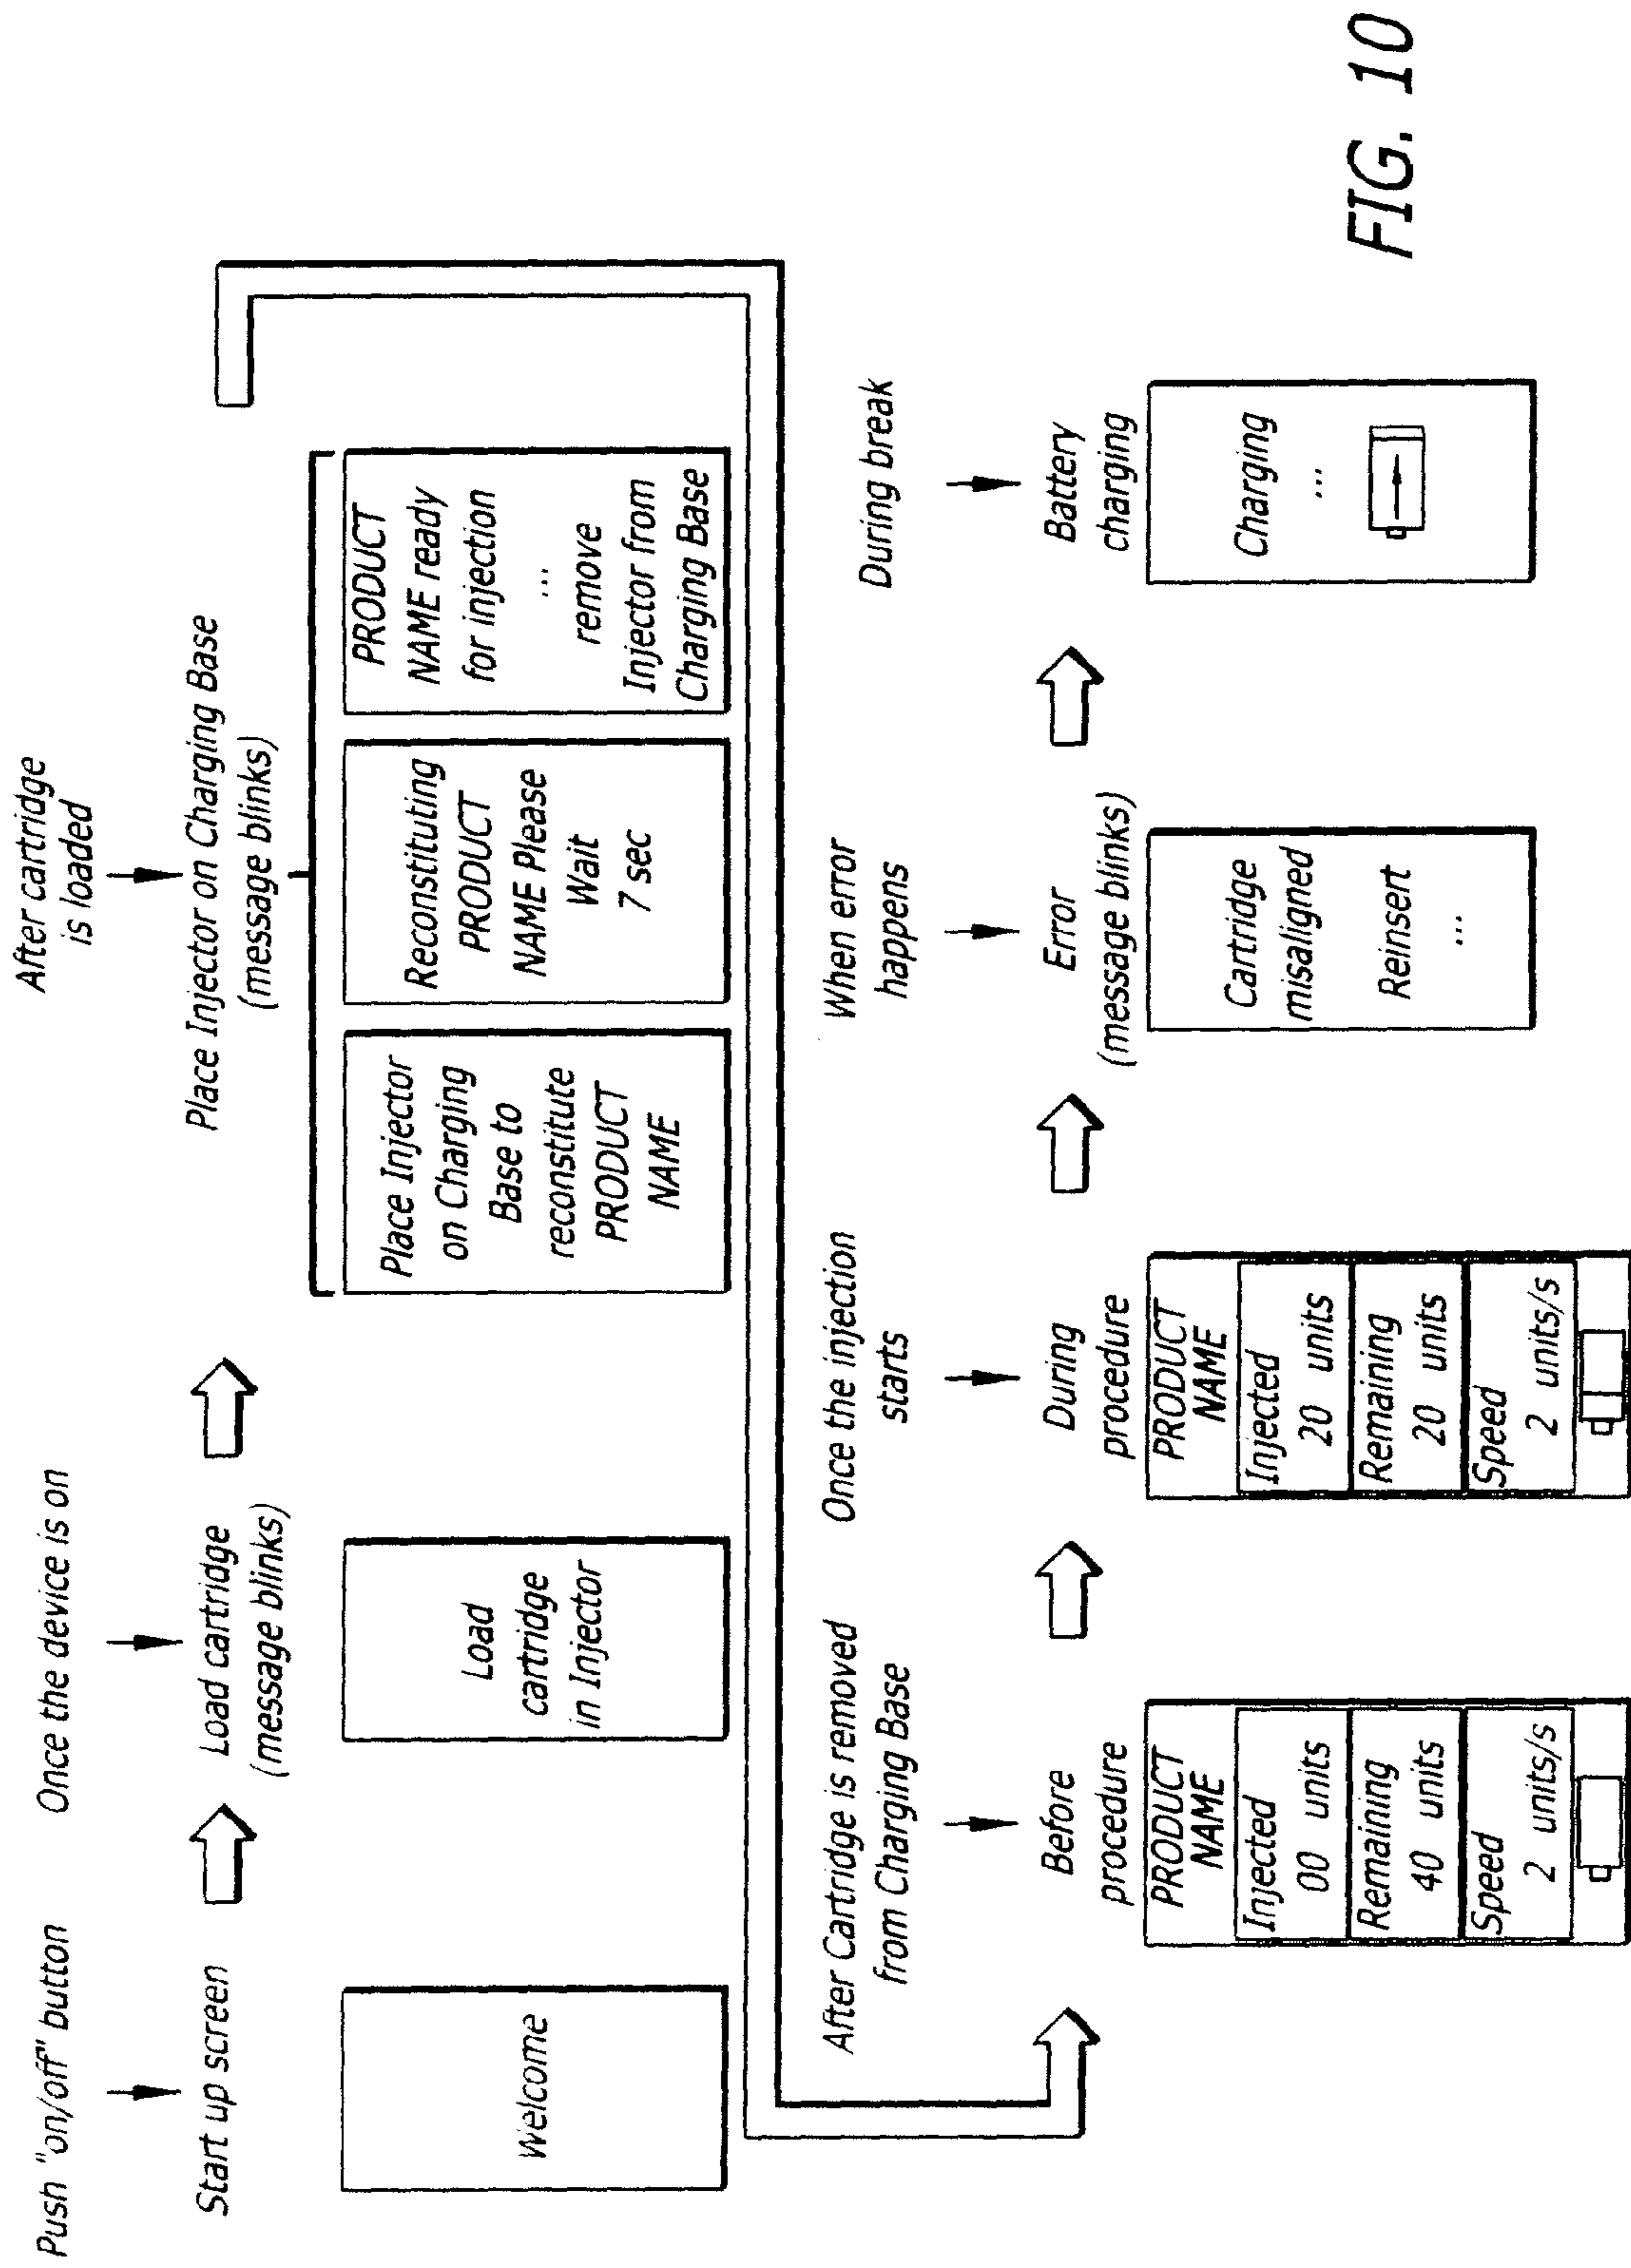 Push "on/off" button
Start up screen
Welcome
Once the device is on
Load cartridge
(message blinks)
Load
cartridge
in Injector
After cartridge
is loaded
Place Injector on Charging Base
(message blinks)
Place Injector
on Charging
Base to
reconstitute
PRODUCT
NAME
Reconstituting
PRODUCT
NAME Please
Wait
7 sec
PRODUCT
NAME ready
for injection
...
remove
Injector from
Charging Base
After Cartridge is removed
from Charging Base
Before
procedure
PRODUCT
NAME
Injected
00 units
Remaining
40 units
Speed
2 units/s
Once the injection
starts
During
procedure
PRODUCT
NAME
Injected
20 units
Remaining
20 units
Speed
2 units/s
When error
happens
Error
(message blinks)
Cartridge
misaligned
Reinsert
...
During break
Battery
charging
Charging
...
FIG. 10